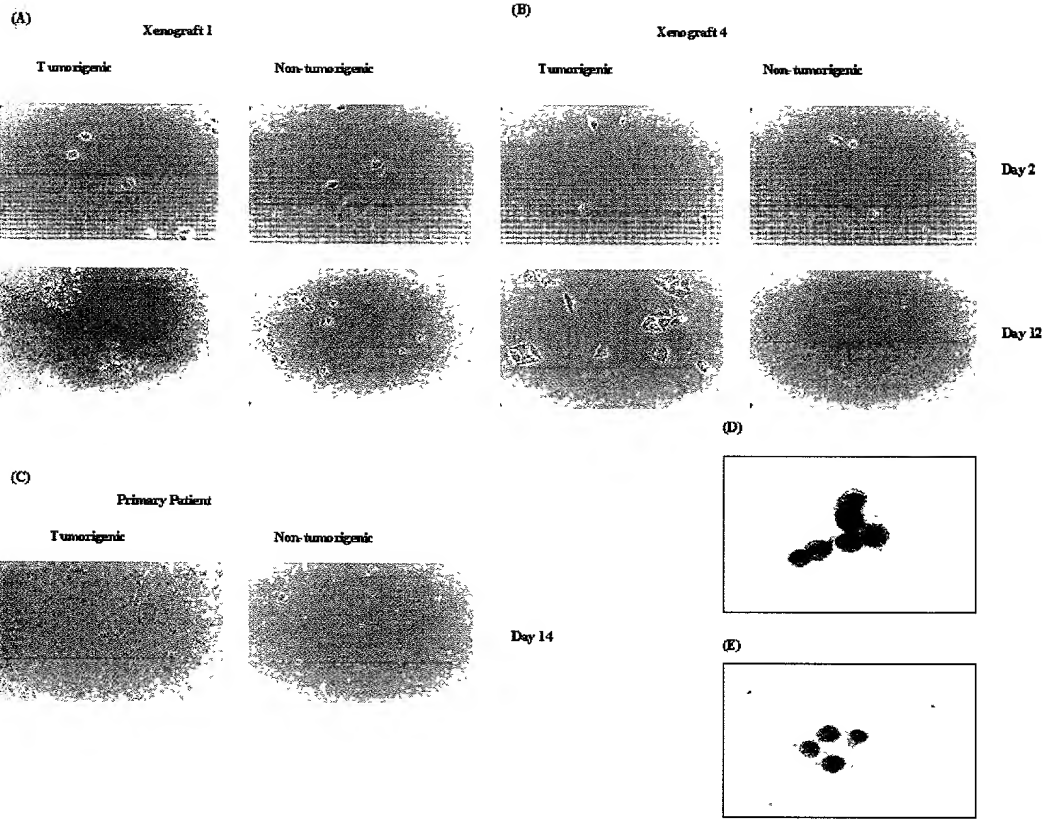 (A)
Xenograft 1
Tumorigenic
Non-tumorigenic
(B)
Xenograft 4
Tumorigenic
Non-tumorigenic
Day 2
Day 12
(C)
Primary Patient
Tumorigenic
Non-tumorigenic
Day 14
(D)
(E)